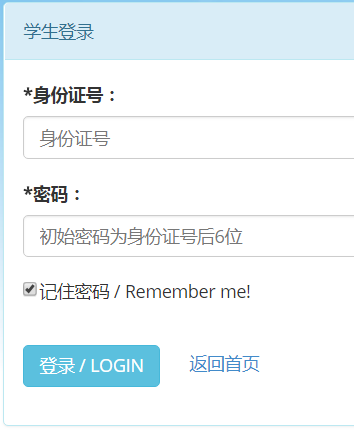 学生登录
*身份证号：
身份证号
*密码：
初始密码为身份证号后6位
记住密码 / Remember me!
登录 / LOGIN 返回首页